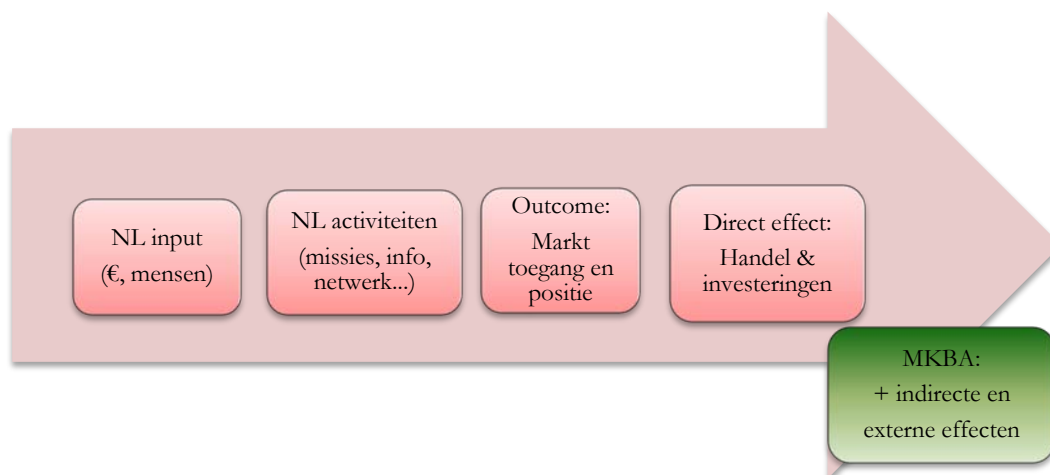 NL input
(€, mensen)
NL activiteiten
(missies, info,
netwerk...)
Outcome:
Markt
toegang en
positie
Direct effect:
Handel &
investeringen
MKBA:
+ indirecte en
externe effecten